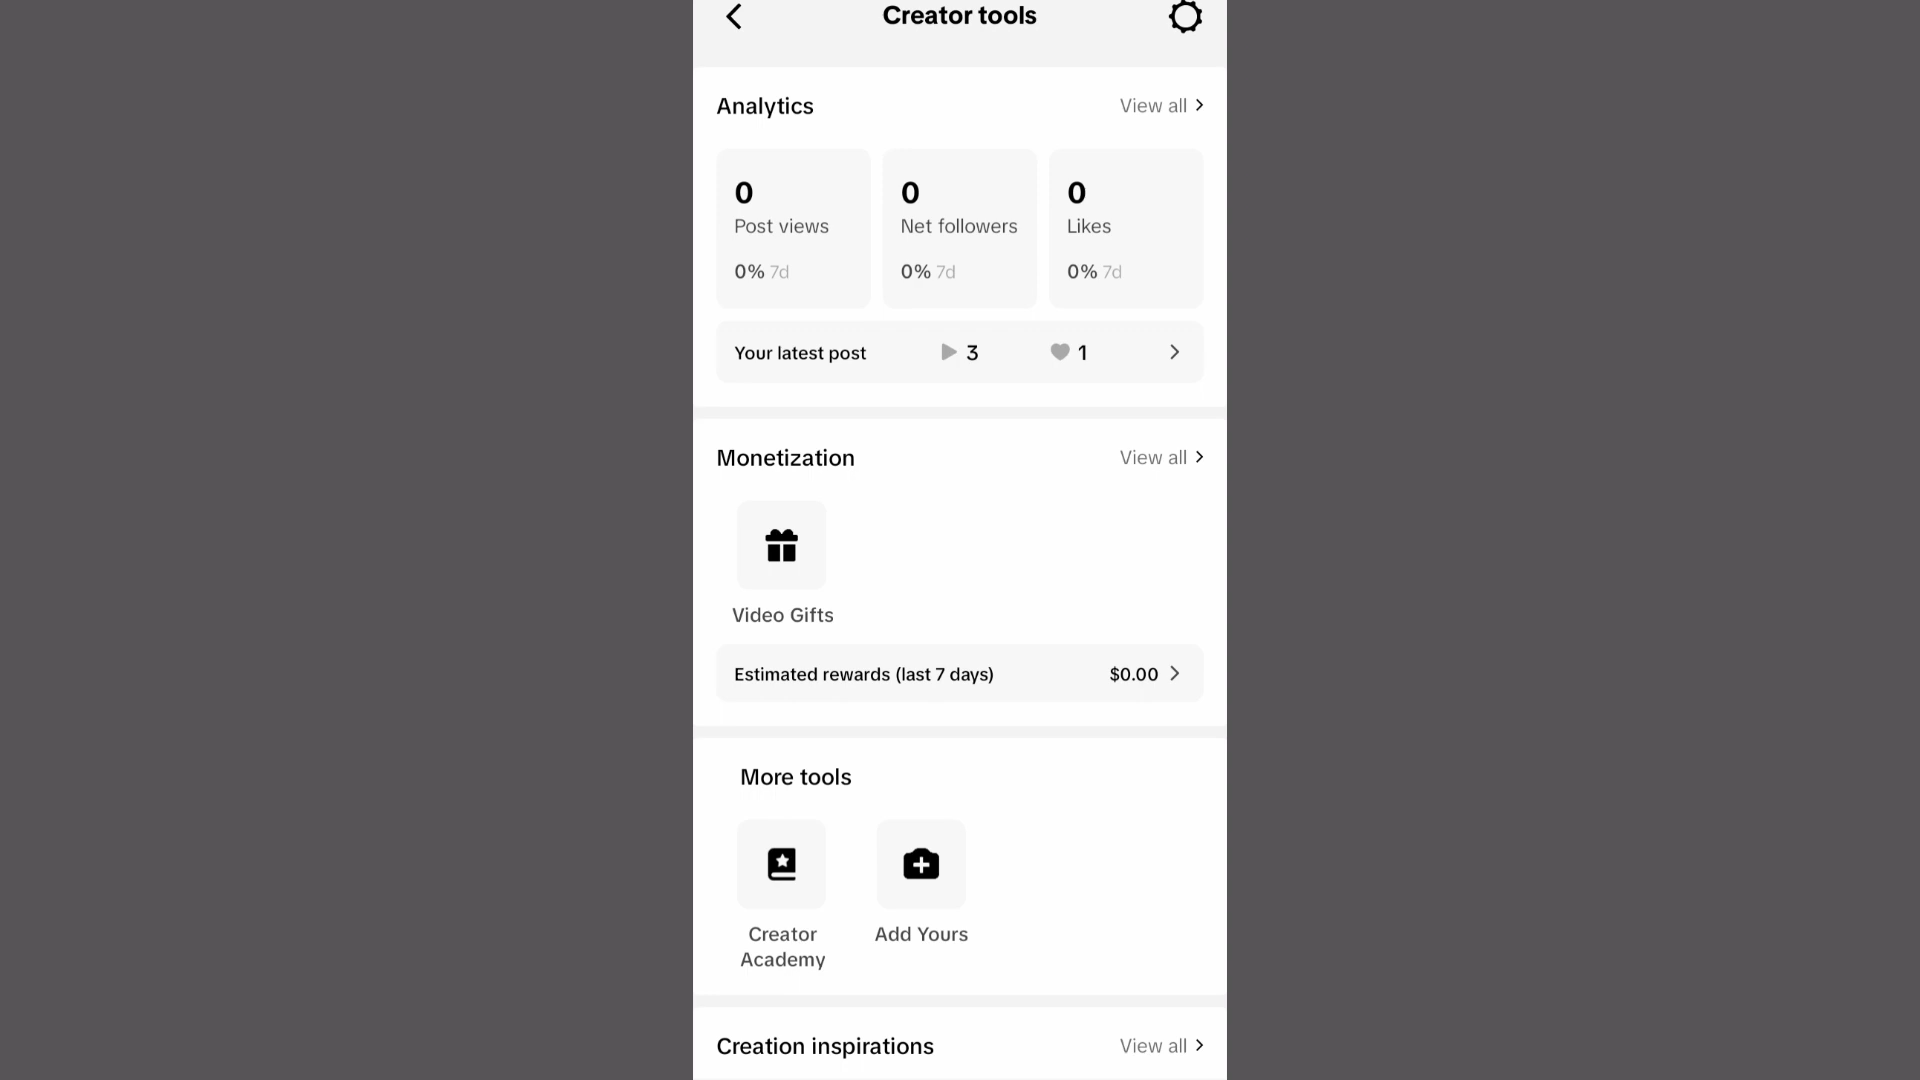 Creator tools
Analytics
View all
0
Post views
0% 7d
0
Net followers
0% 7d
0
Likes
0% 7d
Your latest post
3
1
Monetization
View all
Video Gifts
Estimated rewards (last 7 days)
$0.00
More tools
Creator
Academy
Add Yours
Creation inspirations
View all